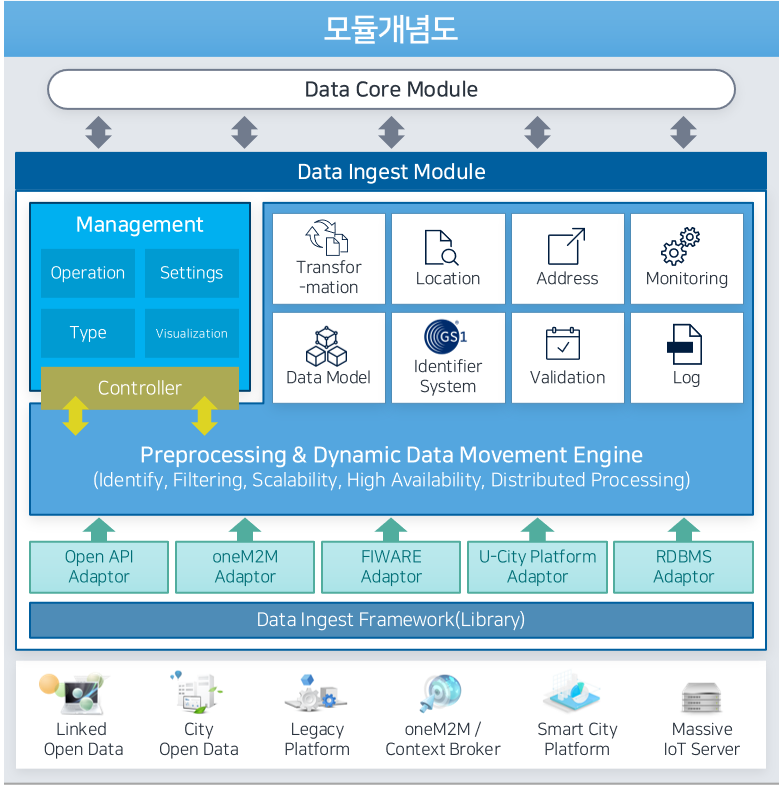 모듈개념도
Data Core Module
Data Ingest Module
Management
Operation
Settings
Type
Visualization
Controller
Transfor
-mation
Location
Address
Monitoring
Data Model
GS1
Identifier
System
Validation
Log
Preprocessing & Dynamic Data Movement Engine
(Identify, Filtering, Scalability, High Availability, Distributed Processing)
Open API
Adaptor
oneM2M
Adaptor
FIWARE
Adaptor
U-City Platform
Adaptor
RDBMS
Adaptor
Data Ingest Framework(Library)
Linked
Open Data
City
Open Data
Legacy
Platform
oneM2M /
Context Broker
Smart City
Platform
Massive
IoT Server